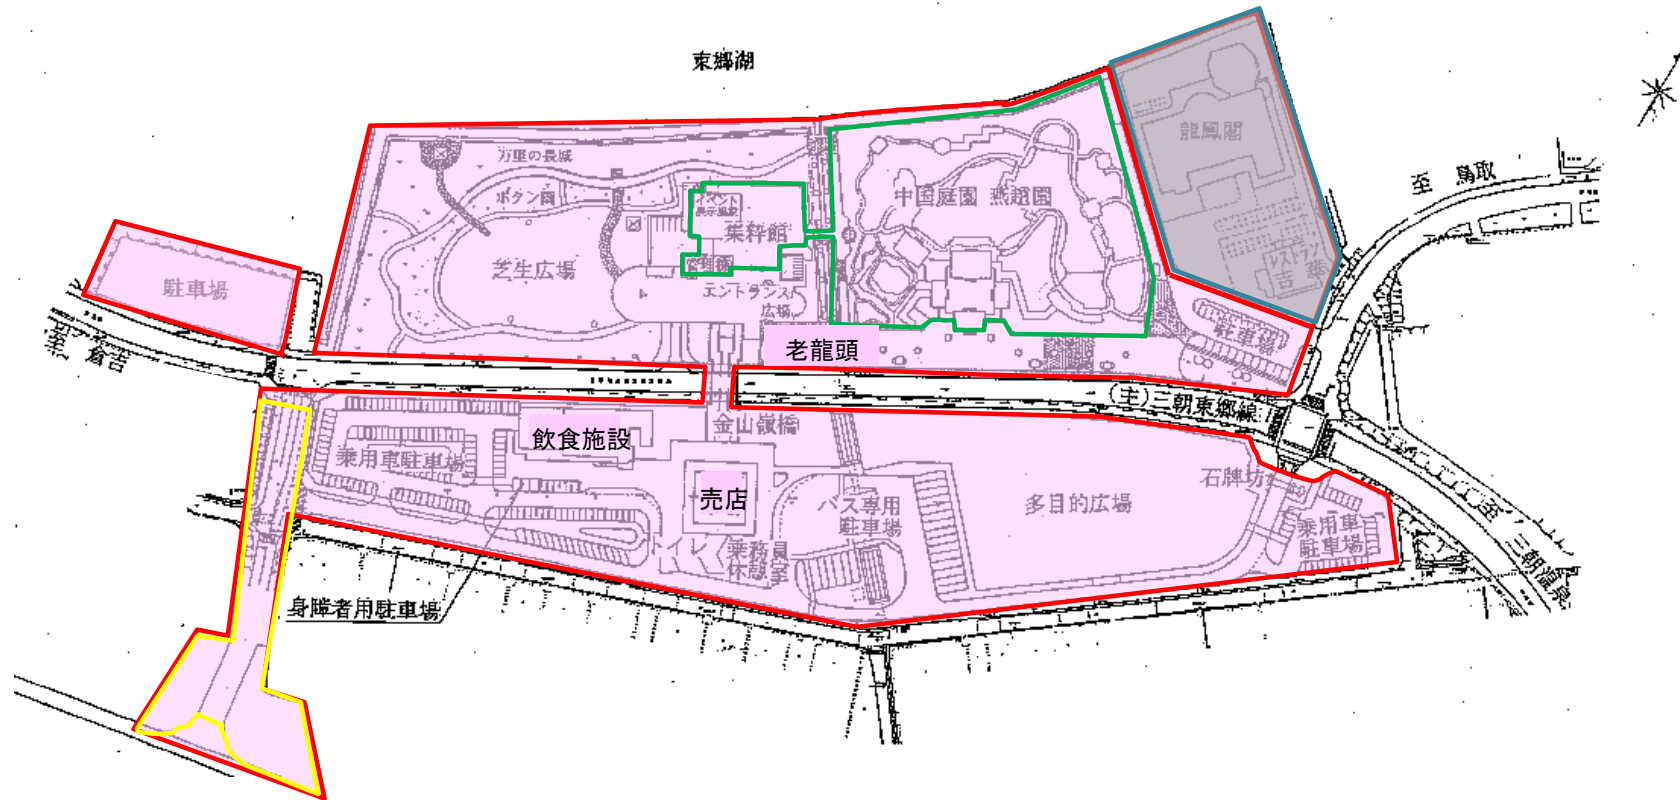 東郷湖
龍鳳閣
至 鳥取
万里の長城
ボタン園
イベント
展示施設
集粋館
中国庭園 燕趙園
レストラン
吉華
管理棟
芝生広場
駐車場
エントランス
広場
駐車場
至 倉吉
老龍頭
(主)三朝東郷線
金山嶺橋
飲食施設
乗用車駐車場
売店
バス専用
駐車場
多目的広場
石牌坊
乗用車
駐車場
至 三朝温泉
トイレ
乗務員
休憩室
身障者用駐車場